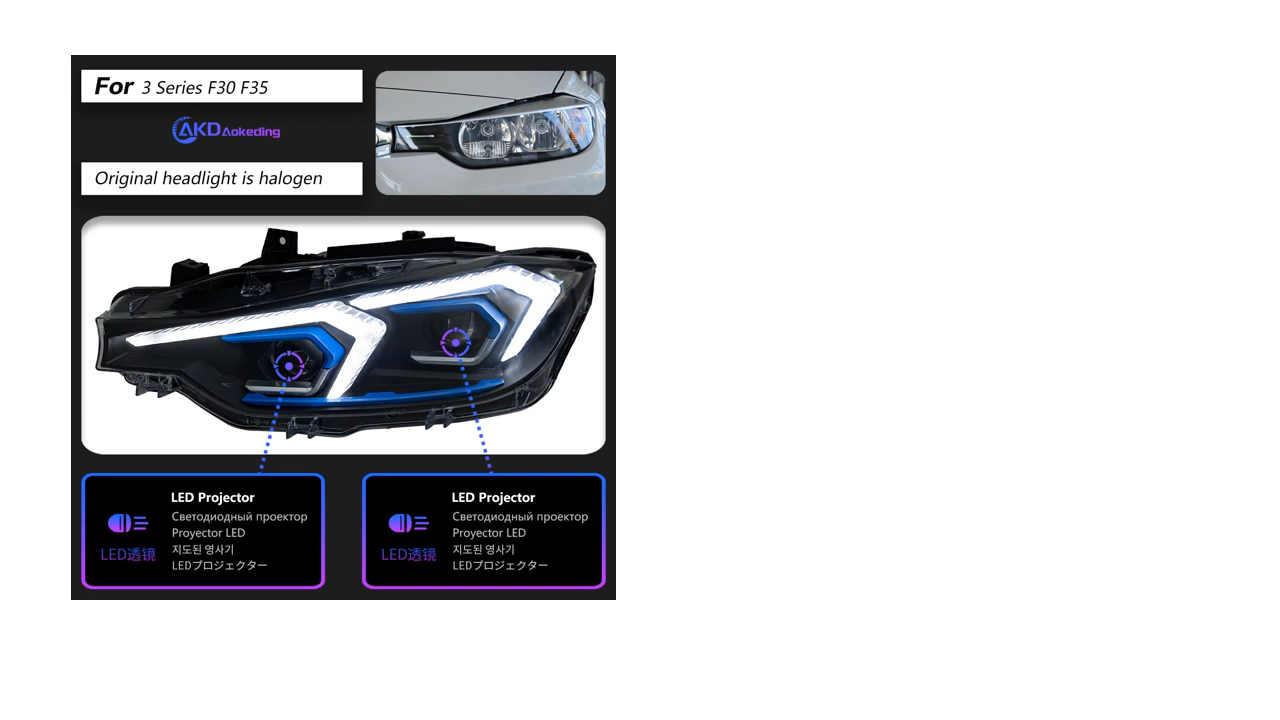 For 3 Series F30 F35
AKD Aokeding
Original headlight is halogen
LED Projector
Светодиодный проектор
Proyector LED
지도된 영사기
LEDプロジェクター
LED透镜
LED Projector
Светодиодный проектор
Proyector LED
지도된 영사기
LEDプロジェクター
LED透镜